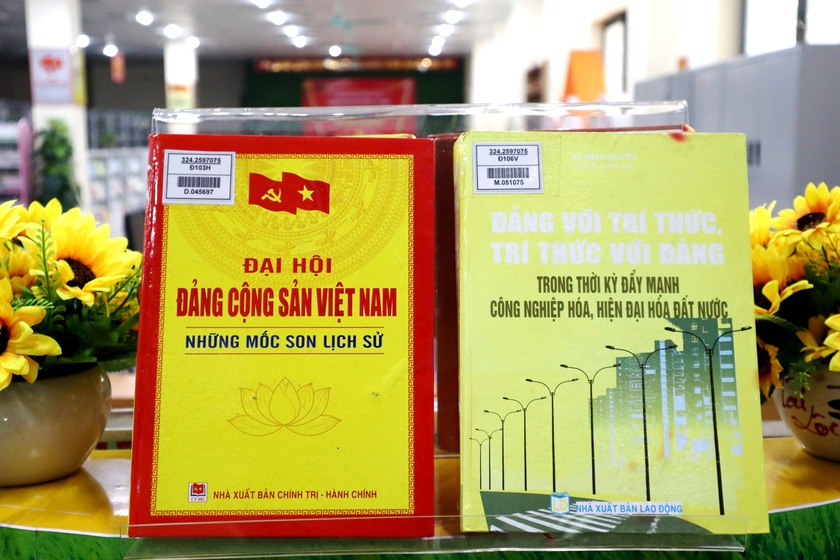 324.2597075
Đ103H
D.045697
ĐẠI HỘI
ĐẢNG CỘNG SẢN VIỆT NAM
NHỮNG MỐC SON LỊCH SỬ
CT-HC
NHÀ XUẤT BẢN CHÍNH TRỊ - HÀNH CHÍNH
324.2597075
Đ106V
M.051075
ĐẢNG VỚI TRÍ THỨC,
TRÍ THỨC VỚI ĐẢNG
TRONG THỜI KỲ ĐẨY MẠNH
CÔNG NGHIỆP HÓA, HIỆN ĐẠI HÓA ĐẤT NƯỚC
NHÀ XUẤT BẢN LAO ĐỘNG